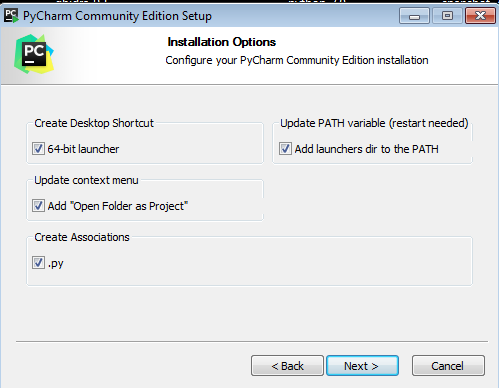 PyCharm Community Edition Setup
PC
PC
Installation Options
Configure your PyCharm Community Edition installation
Create Desktop Shortcut
64-bit launcher
Update PATH variable (restart needed)
Add launchers dir to the PATH
Update context menu
Add "Open Folder as Project"
Create Associations
.py
< Back
Next >
Cancel